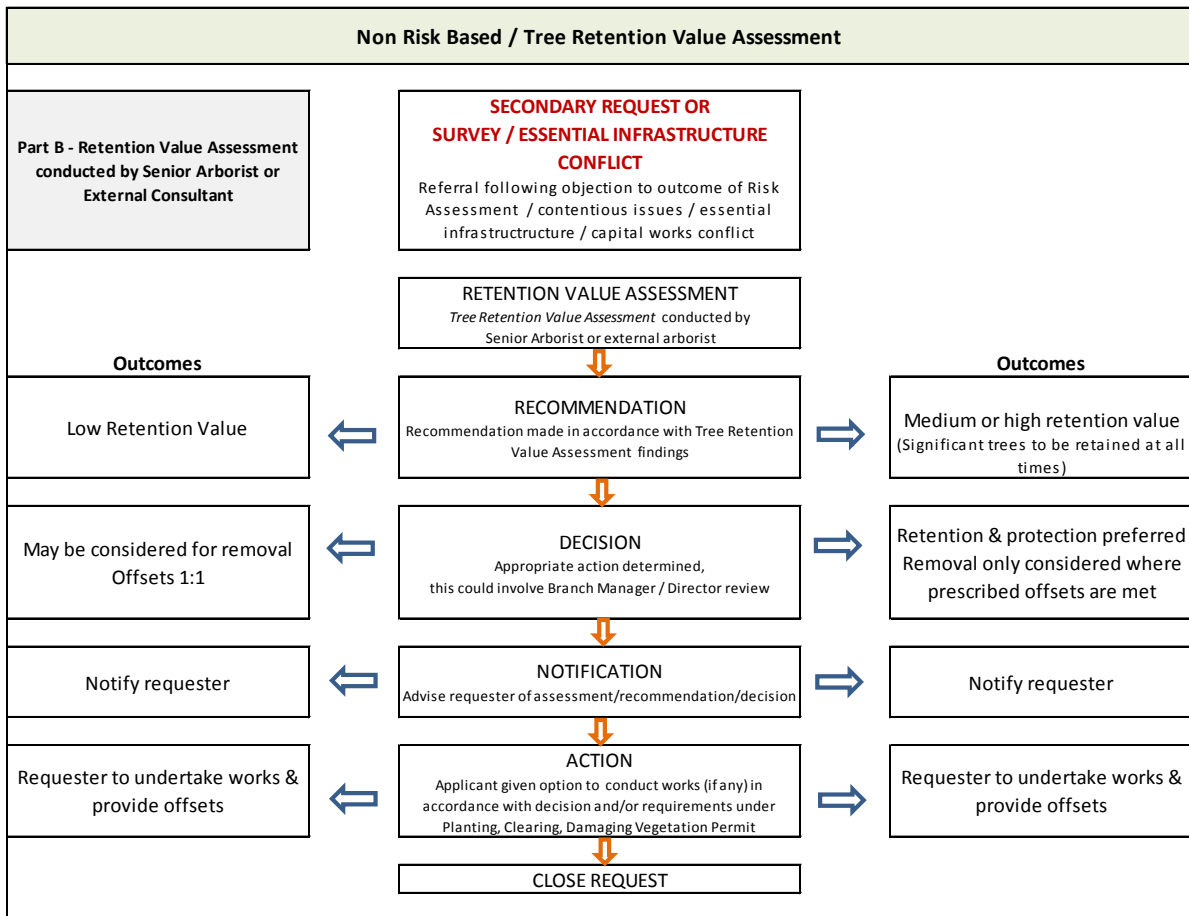 Non Risk Based / Tree Retention Value Assessment
Part B - Retention Value Assessment
conducted by Senior Arborist or
External Consultant
SECONDARY REQUEST OR
SURVEY / ESSENTIAL INFRASTRUCTURE
CONFLICT
Referral following objection to outcome of Risk
Assessment / contentious issues / essential
infrastructructure / capital works conflict
RETENTION VALUE ASSESSMENT
Tree Retention Value Assessment conducted by
Senior Arborist or external arborist
Outcomes
Outcomes
Low Retention Value
RECOMMENDATION
Recommendation made in accordance with Tree Retention
Value Assessment findings
Medium or high retention value
(Significant trees to be retained at all
times)
May be considered for removal
Offsets 1:1
DECISION
Appropriate action determined,
this could involve Branch Manager / Director review
Retention & protection preferred
Removal only considered where
prescribed offsets are met
Notify requester
NOTIFICATION
Advise requester of assessment/recommendation/decision
Notify requester
Requester to undertake works &
provide offsets
ACTION
Applicant given option to conduct works (if any) in
accordance with decision and/or requirements under
Planting, Clearing, Damaging Vegetation Permit
Requester to undertake works &
provide offsets
CLOSE REQUEST